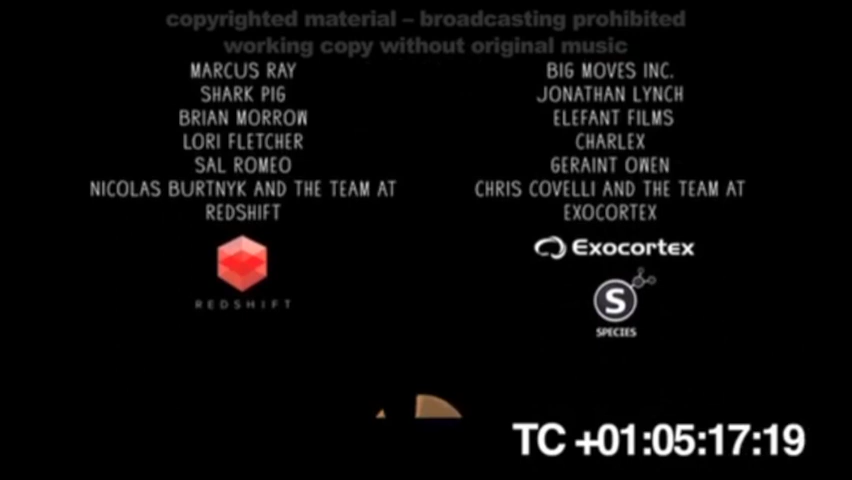 copyrighted material – broadcasting prohibited
working copy without original music
MARCUS RAY
SHARK PIG
BRIAN MORROW
LORI FLETCHER
SAL ROMEO
NICOLAS BURTNYK AND THE TEAM AT
REDSHIFT
REDSHIFT
BIG MOVES INC.
JONATHAN LYNCH
ELEFANT FILMS
CHARLEX
GERAINT OWEN
CHRIS COVELLI AND THE TEAM AT
EXOCORTEX
Exocortex
S
SPECIES
TC +01:05:17:19